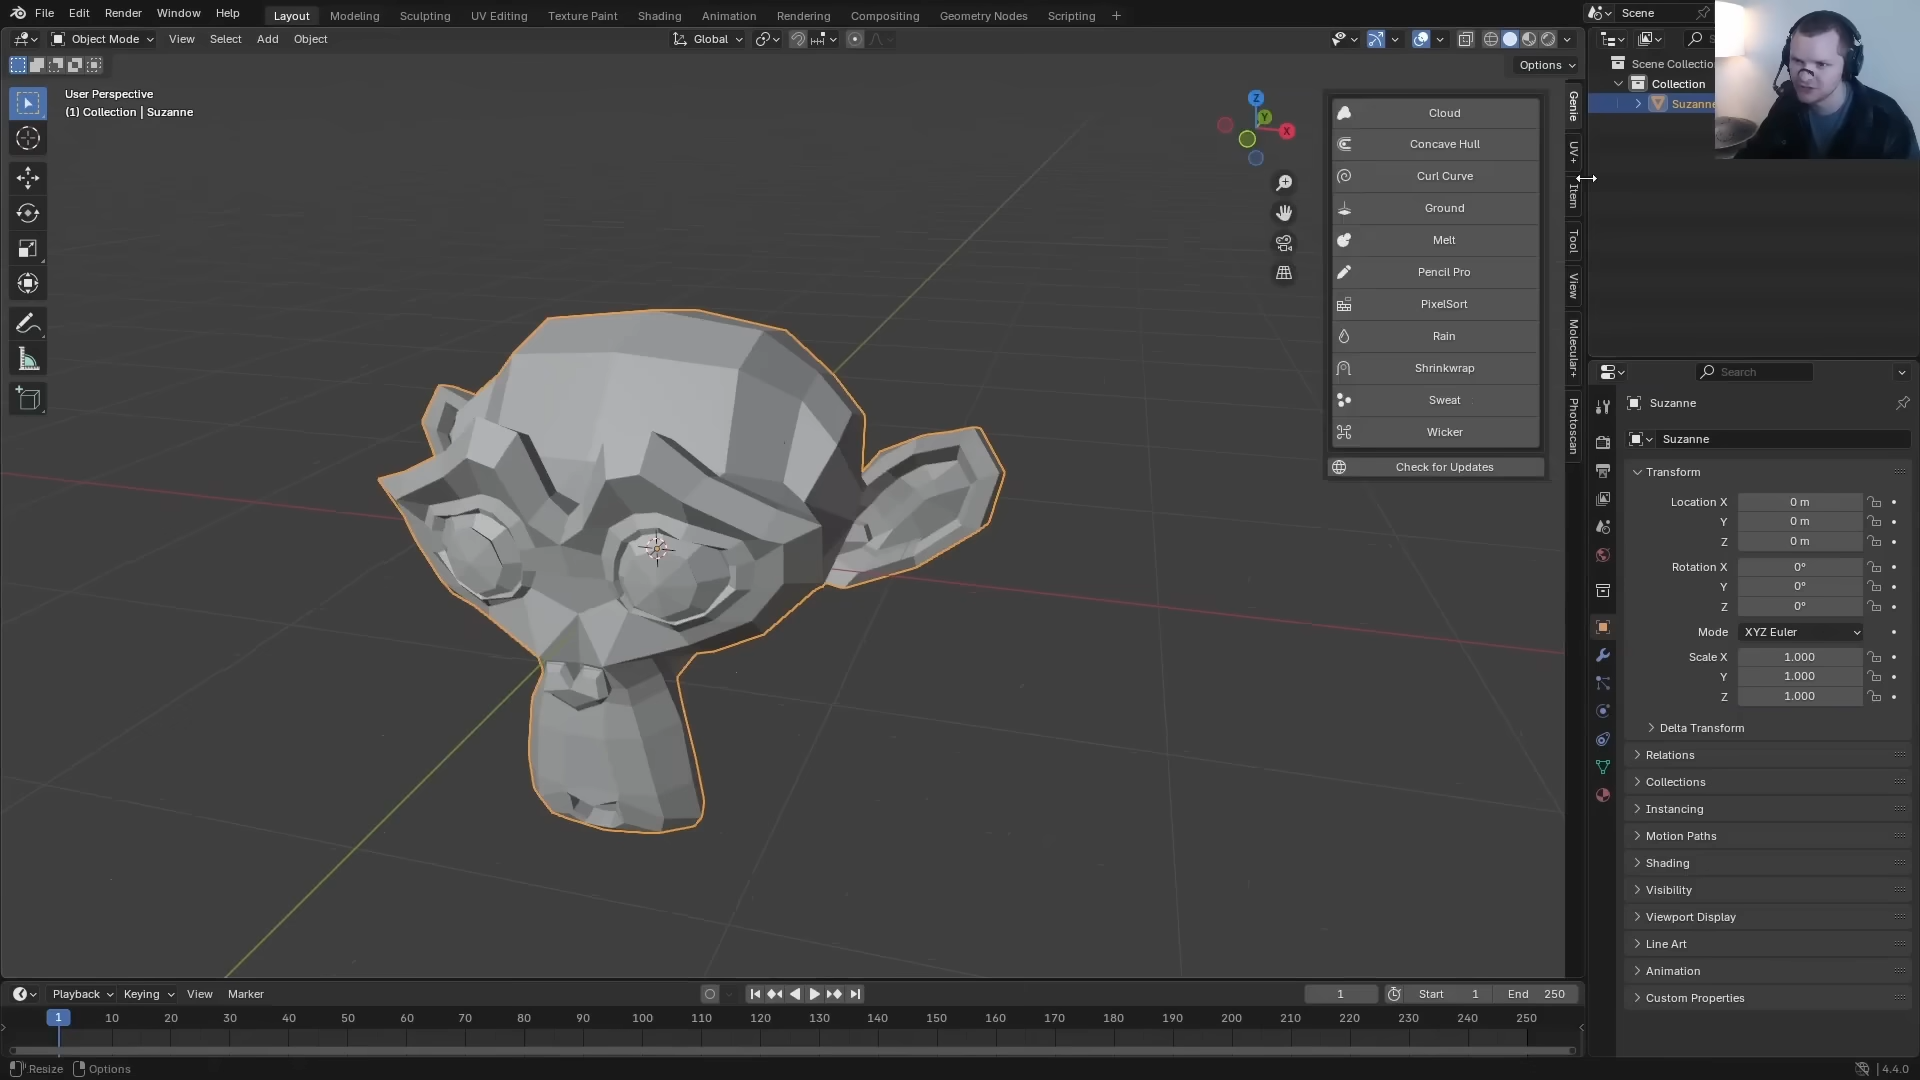 File Edit Render Window Help Layout Modeling Sculpting UV Editing Texture Paint Shading Animation Rendering Compositing Geometry Nodes Scripting + Scene
Object Mode View Select Add Object Global
Options
User Perspective
(1) Collection | Suzanne
Z
Y
X
Cloud
Concave Hull
Curl Curve
Ground
Melt
Pencil Pro
PixelSort
Rain
Shrinkwrap
Sweat
Wicker
Check for Updates
Genie
UV+
Item
Tool
View
Molecular+
Photoscan
Scene Collectio
Collection
Suzanne
Search
Suzanne
Suzanne
Transform
Location X 0 m
Y 0 m
Z 0 m
Rotation X 0°
Y 0°
Z 0°
Mode XYZ Euler
Scale X 1.000
Y 1.000
Z 1.000
Delta Transform
Relations
Collections
Instancing
Motion Paths
Shading
Visibility
Viewport Display
Line Art
Animation
Custom Properties
Playback Keying View Marker 1 Start 1 End 250
1 10 20 30 40 50 60 70 80 90 100 110 120 130 140 150 160 170 180 190 200 210 220 230 240 250
Resize Options 4.4.0